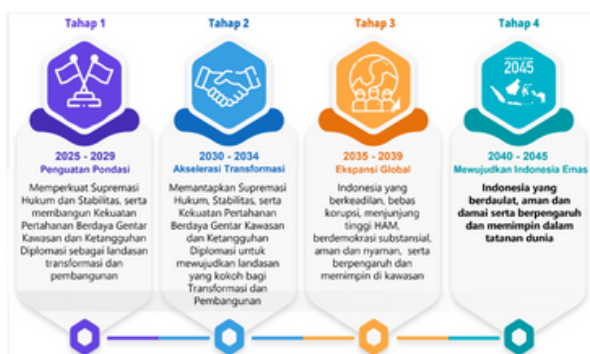 Tahap 1
2025 - 2029
Penguatan Pondasi
Memperkuat Supremasi
Hukum dan Stabilitas, serta
membangun Kekuatan
Pertahanan Berdaya Gentar
Kawasan dan Ketangguhan
Diplomasi sebagai landasan
transformasi dan
pembangunan
Tahap 2
2030 - 2034
Akselerasi Transformasi
Memantapkan Supremasi
Hukum, Stabilitas, serta
Kekuatan Pertahanan
Berdaya Gentar Kawasan
dan Ketangguhan
Diplomasi untuk
mewujudkan landasan
yang kokoh bagi
Transformasi dan
Pembangunan
Tahap 3
2035 - 2039
Ekspansi Global
Indonesia yang
berkeadilan, bebas
korupsi, menjunjung
tinggi HAM,
berdemokrasi substansial,
aman dan nyaman, serta
berpengaruh dan
memimpin di kawasan
Tahap 4
2045
2040 - 2045
Mewujudkan Indonesia Emas
Indonesia yang
berdaulat, aman dan
damai serta berpengaruh
dan memimpin dalam
tatanan dunia